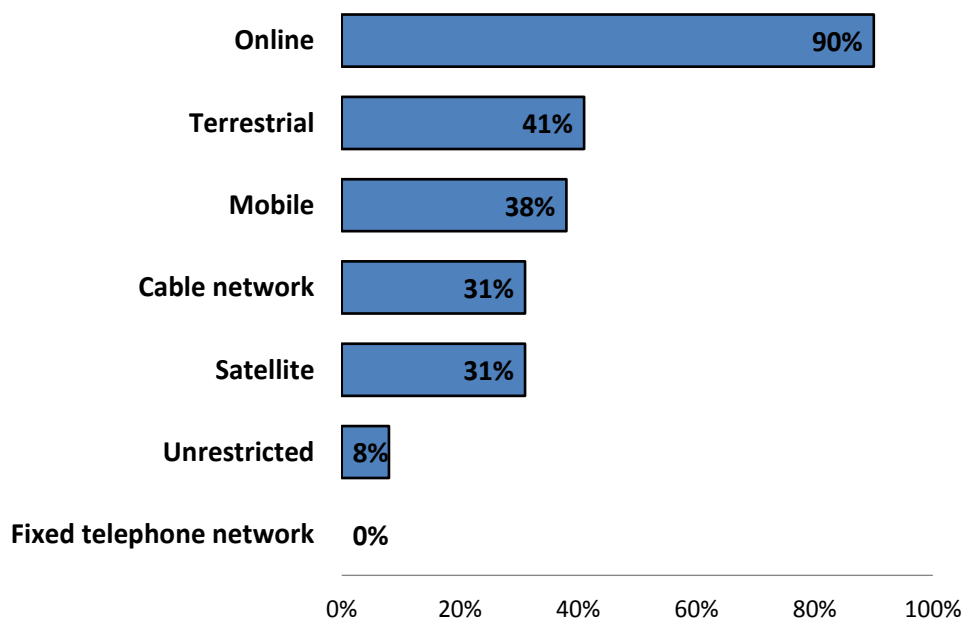 Online 90%
Terrestrial 41%
Mobile 38%
Cable network 31%
Satellite 31%
Unrestricted 8%
Fixed telephone network 0%
0% 20% 40% 60% 80% 100%